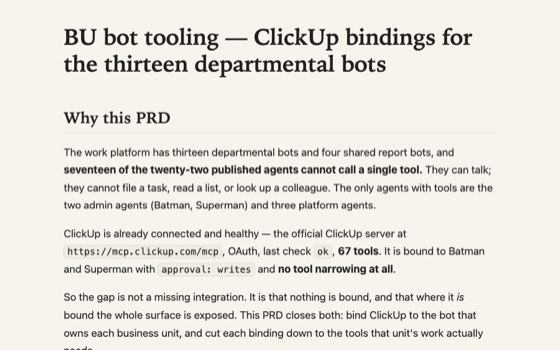 BU bot tooling — ClickUp bindings for
the thirteen departmental bots
Why this PRD
The work platform has thirteen departmental bots and four shared report bots, and
seventeen of the twenty-two published agents cannot call a single tool. They can talk;
they cannot file a task, read a list, or look up a colleague. The only agents with tools are the
two admin agents (Batman, Superman) and three platform agents.
ClickUp is already connected and healthy — the official ClickUp server at
https://mcp.clickup.com/mcp , OAuth, last check ok , 67 tools. It is bound to Batman
and Superman with approval: writes and no tool narrowing at all.
So the gap is not a missing integration. It is that nothing is bound, and that where it is
bound the whole surface is exposed. This PRD closes both: bind ClickUp to the bot that
owns each business unit, and cut each binding down to the tools that unit's work actually